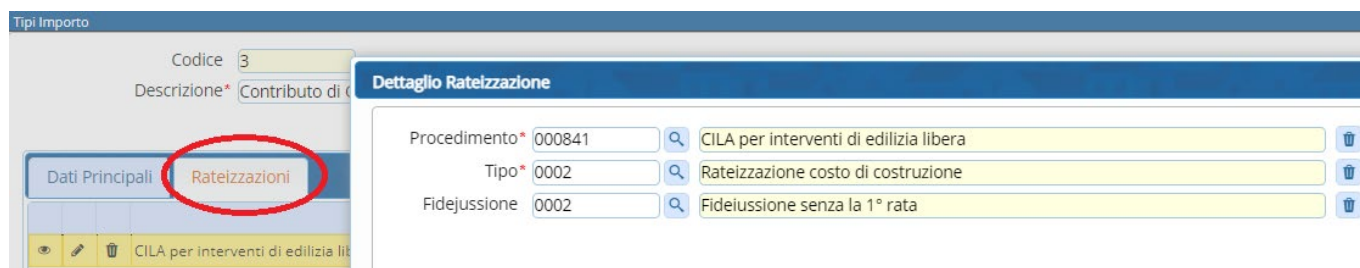 Tipi Importo
Codice 3
Descrizione* Contributo di
Dettaglio Rateizzazione
Procedimento* 000841 CILA per interventi di edilizia libera
Tipo* 0002 Rateizzazione costo di costruzione
Fidejussione 0002 Fideiussione senza la 1° rata
Dati Principali Rateizzazioni
CILA per interventi di edilizia